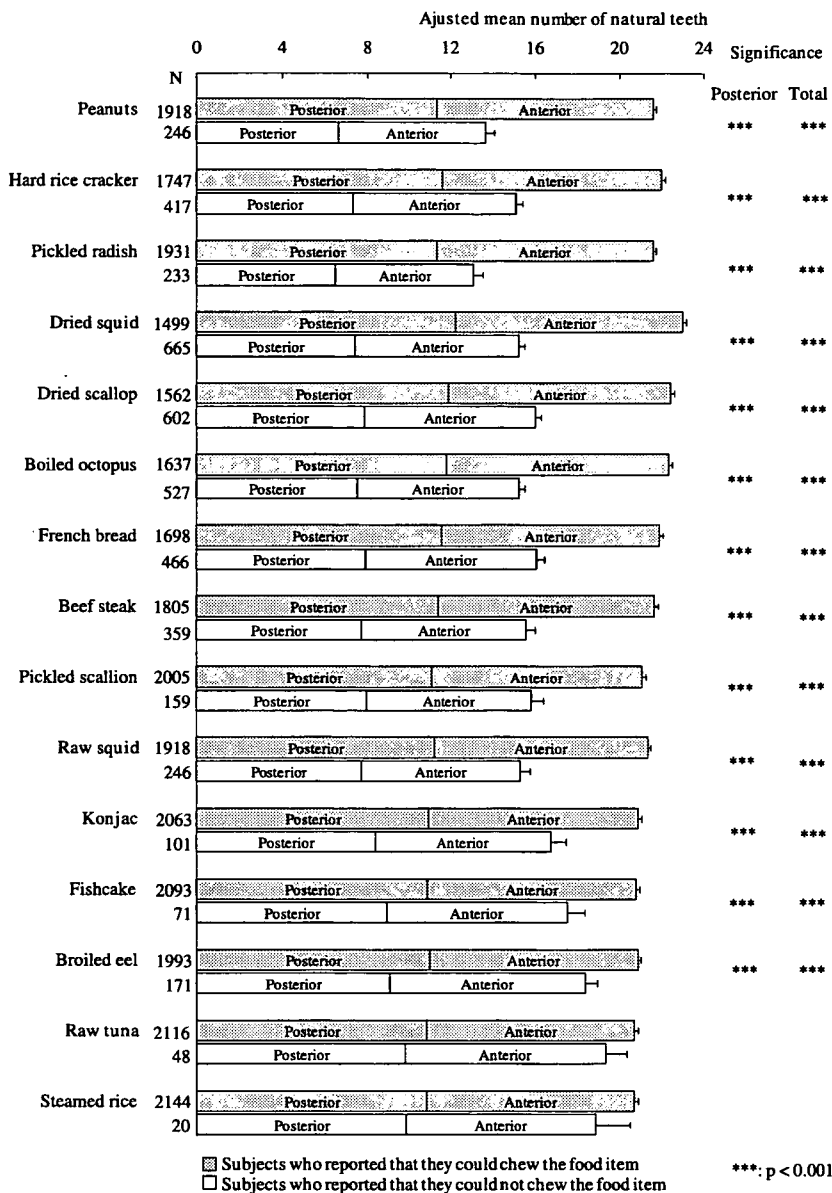 Ajusted mean number of natural teeth
0 4 8 12 16 20 24
Significance
N
Posterior Total
Peanuts 1918 Posterior Anterior
246 Posterior Anterior *** ***
Hard rice cracker 1747 Posterior Anterior
417 Posterior Anterior *** ***
Pickled radish 1931 Posterior Anterior
233 Posterior Anterior *** ***
Dried squid 1499 Posterior Anterior
665 Posterior Anterior *** ***
Dried scallop 1562 Posterior Anterior
602 Posterior Anterior *** ***
Boiled octopus 1637 Posterior Anterior
527 Posterior Anterior *** ***
French bread 1698 Posterior Anterior
466 Posterior Anterior *** ***
Beef steak 1805 Posterior Anterior
359 Posterior Anterior *** ***
Pickled scallion 2005 Posterior Anterior
159 Posterior Anterior *** ***
Raw squid 1918 Posterior Anterior
246 Posterior Anterior *** ***
Konjac 2063 Posterior Anterior
101 Posterior Anterior *** ***
Fishcake 2093 Posterior Anterior
71 Posterior Anterior *** ***
Broiled eel 1993 Posterior Anterior
171 Posterior Anterior *** ***
Raw tuna 2116 Posterior Anterior
48 Posterior Anterior
Steamed rice 2144 Posterior Anterior
20 Posterior Anterior
Subjects who reported that they could chew the food item
Subjects who reported that they could not chew the food item
***: p < 0.001